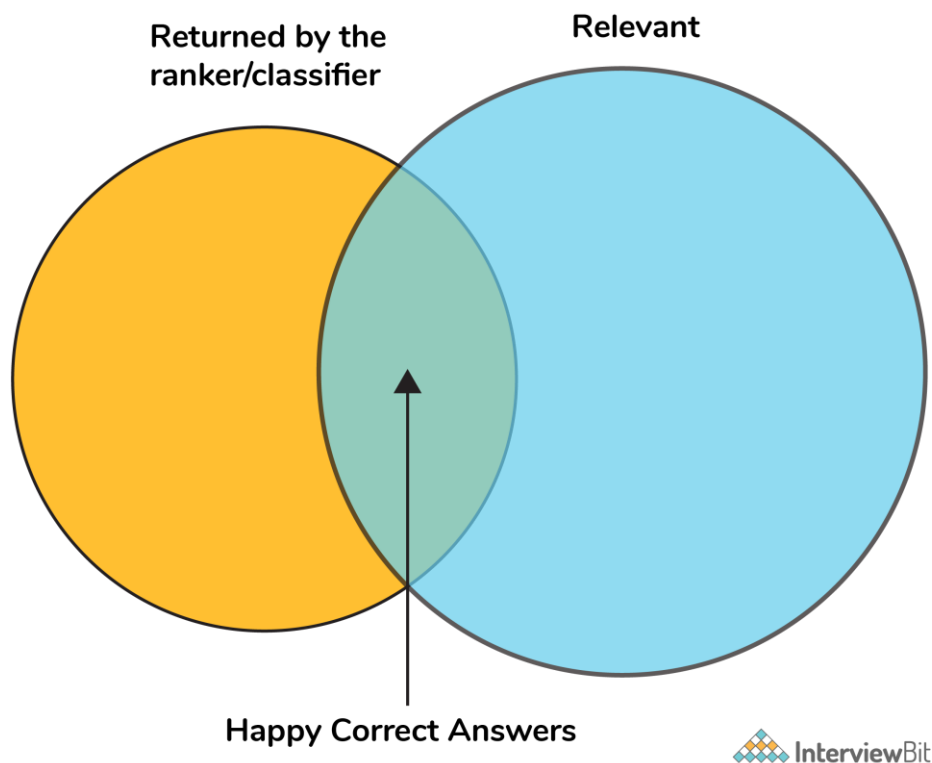 Returned by the
ranker/classifier
Relevant
Happy Correct Answers
InterviewBit